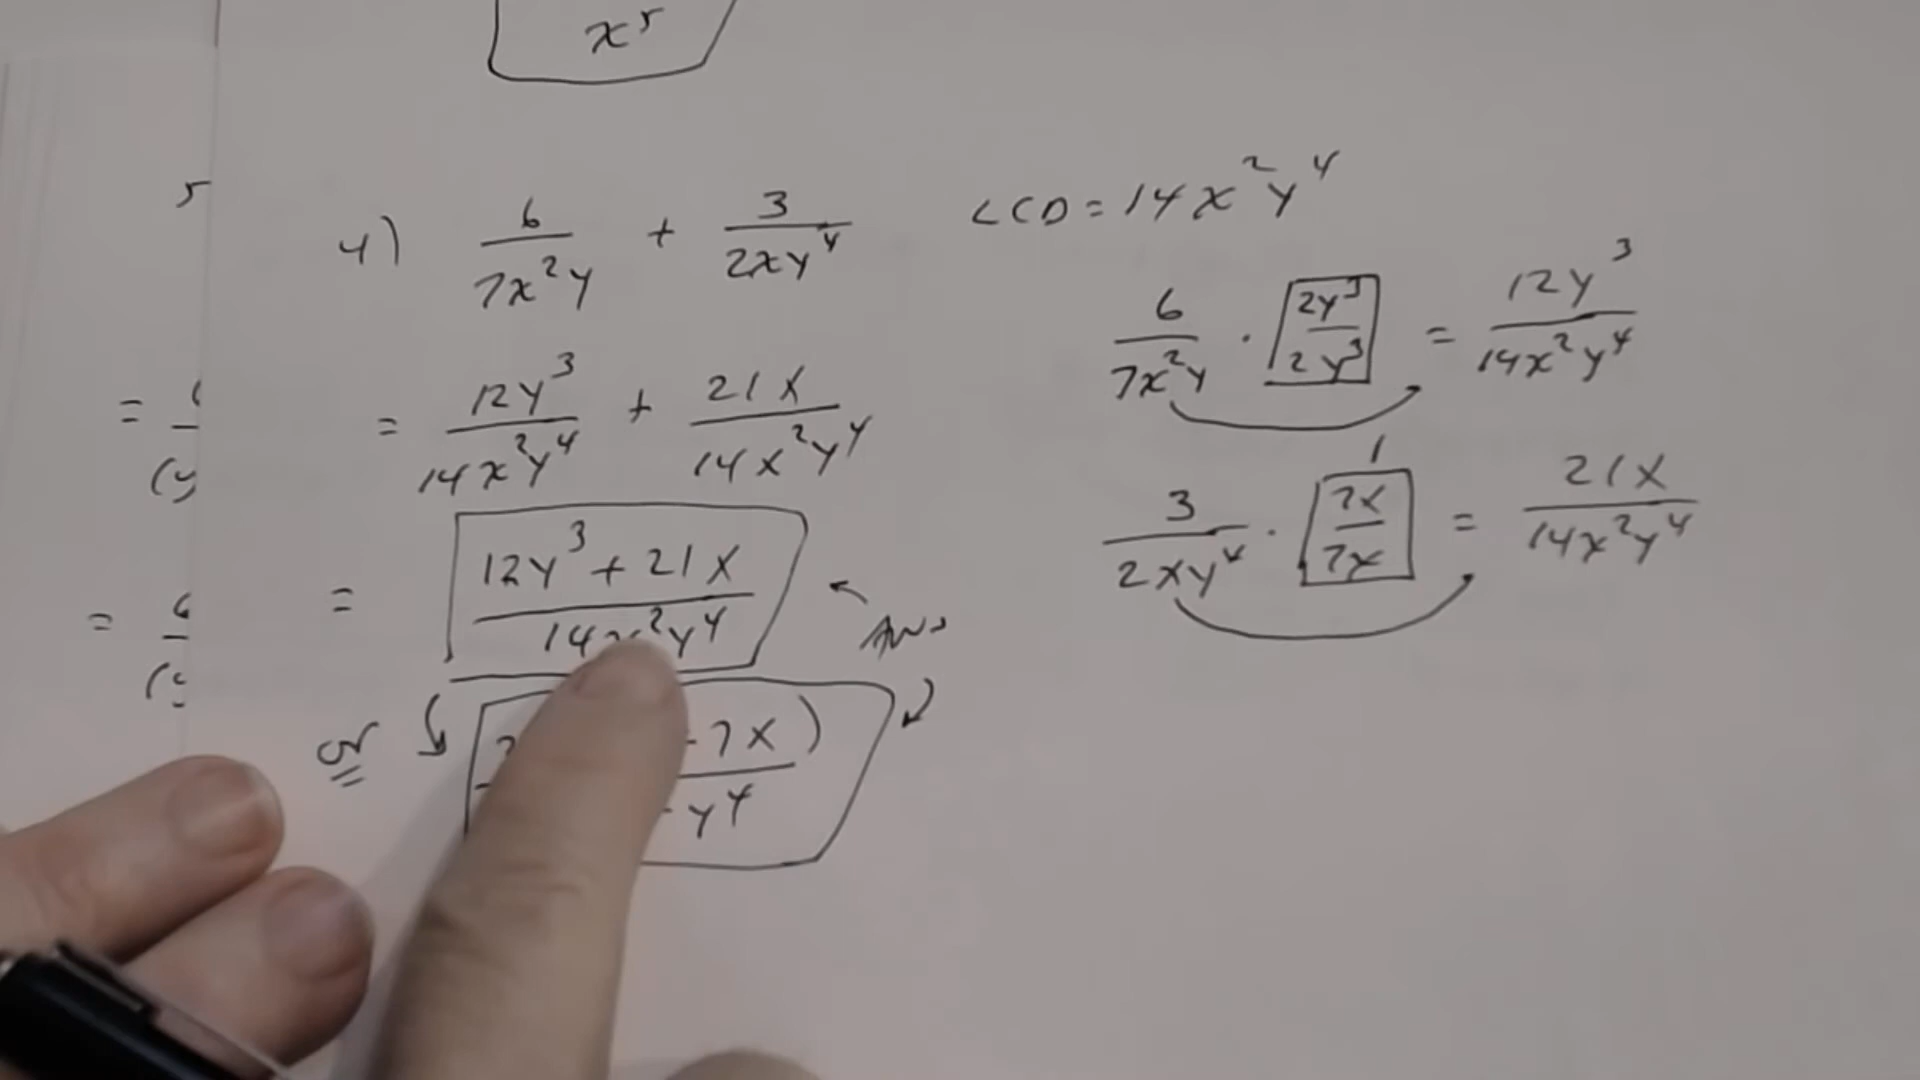 x^5
5
4) 6/(7x^2y) + 3/(2xy^4)
LCD = 14x^2y^4
6/(7x^2y) · 2y^3/2y^3 = 12y^3/(14x^2y^4)
= 12y^3/(14x^2y^4) + 21x/(14x^2y^4)
1
3/(2xy^4) · 7x/7x = 21x/(14x^2y^4)
= (12y^3 + 21x)/(14x^2y^4)
Ans
or
7x)
y^4
=
(y
=